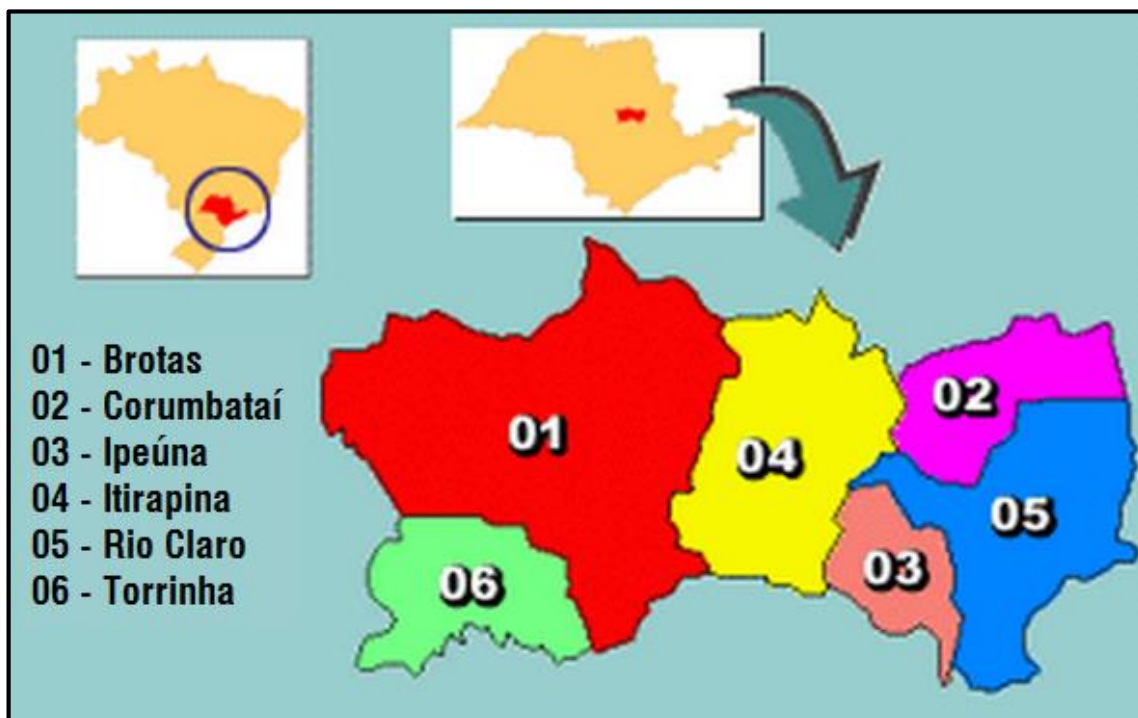 01 - Brotas
02 - Corumbataí
03 - Ipeúna
04 - Itirapina
05 - Rio Claro
06 - Torrinha
01
04
02
05
03
06